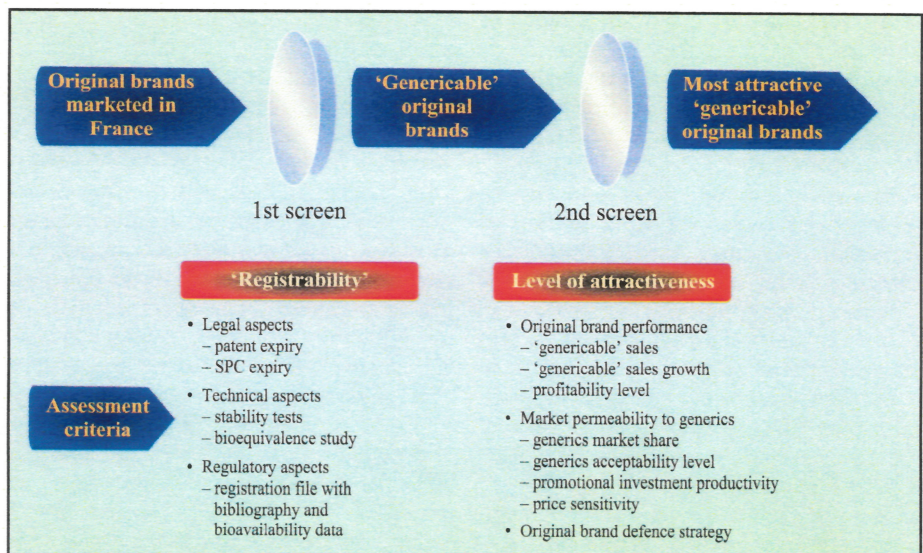 Original brands
marketed in
France
‘Genericable’
original
brands
Most attractive
‘genericable’
original brands
1st screen
2nd screen
‘Registrability’
Level of attractiveness
Assessment
criteria
• Legal aspects
– patent expiry
– SPC expiry
• Technical aspects
– stability tests
– bioequivalence study
• Regulatory aspects
– registration file with
bibliography and
bioavailability data
• Original brand performance
– ‘genericable’ sales
– ‘genericable’ sales growth
– profitability level
• Market permeability to generics
– generics market share
– generics acceptability level
– promotional investment productivity
– price sensitivity
• Original brand defence strategy